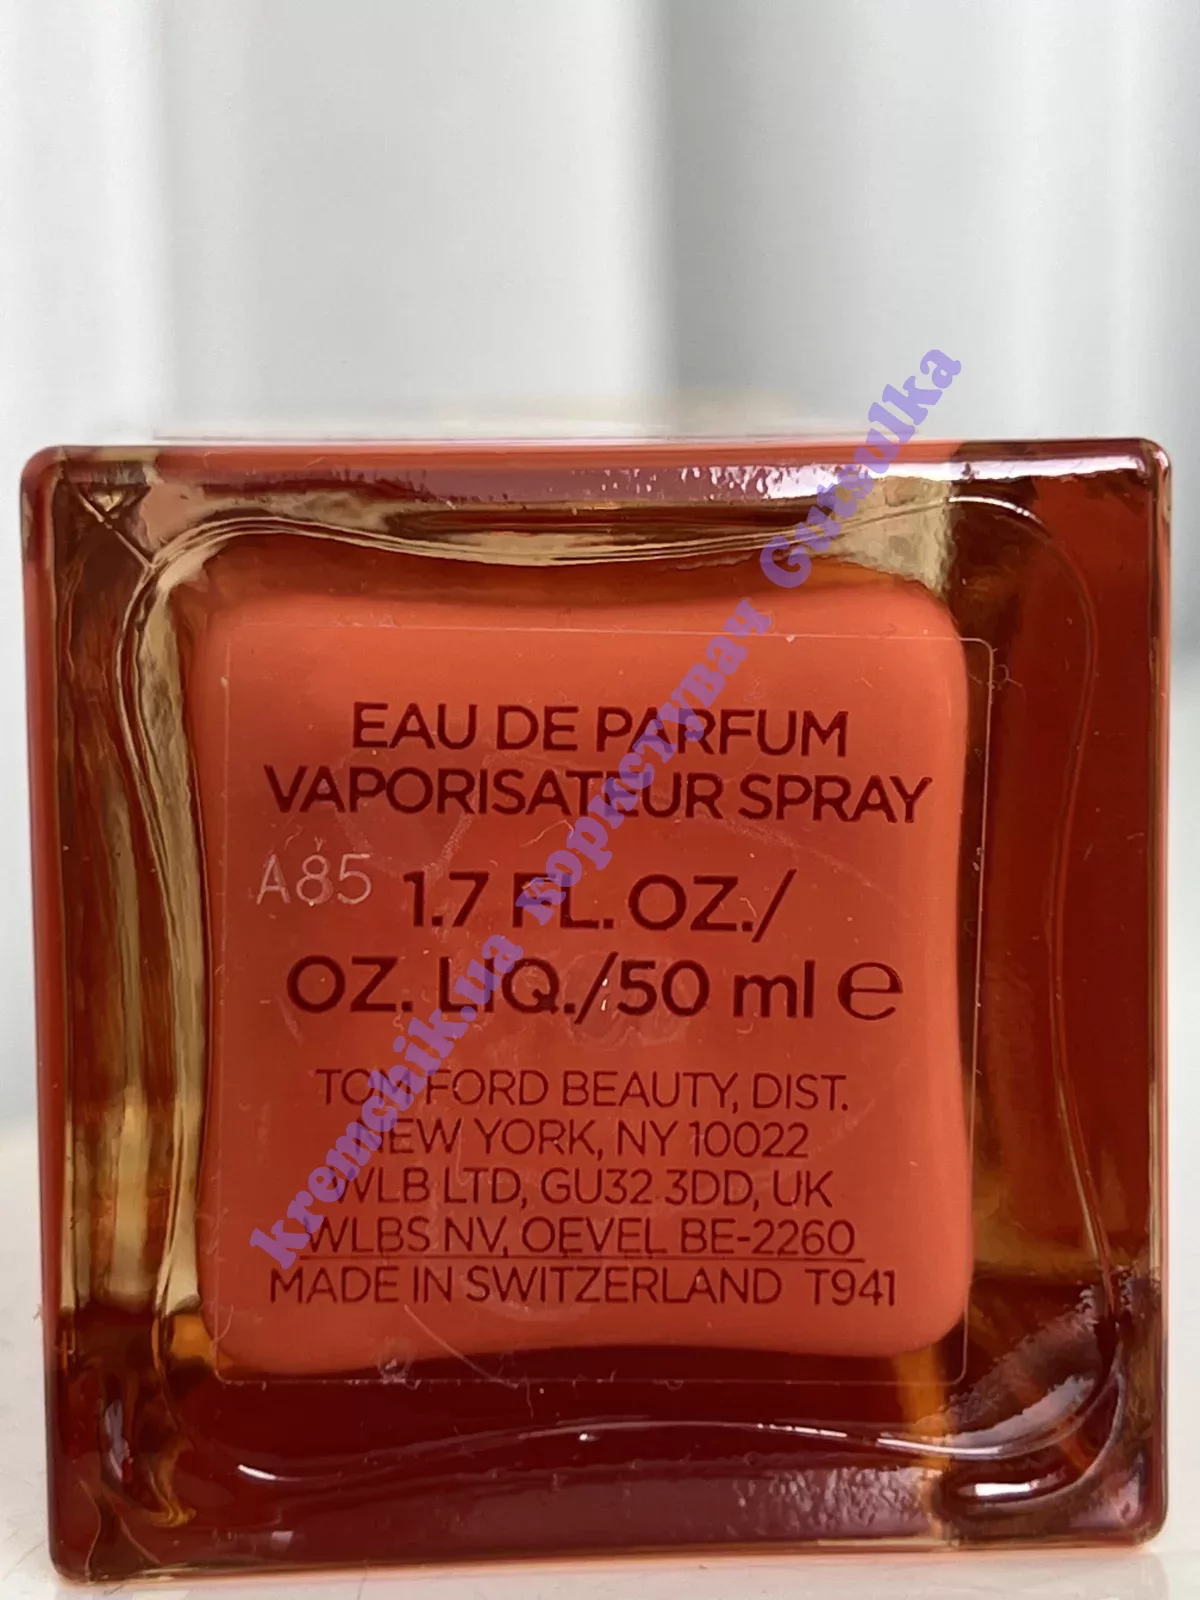 EAU DE PARFUM
VAPORISATEUR SPRAY
A85
1.7 FL. OZ./
OZ. LIQ./50 ml ℮
TOM FORD BEAUTY, DIST.
NEW YORK, NY 10022
WLB LTD, GU32 3DD, UK
WLBS NV, OEVEL BE-2260
MADE IN SWITZERLAND T941
kremchik.ua користувач Gutsulka